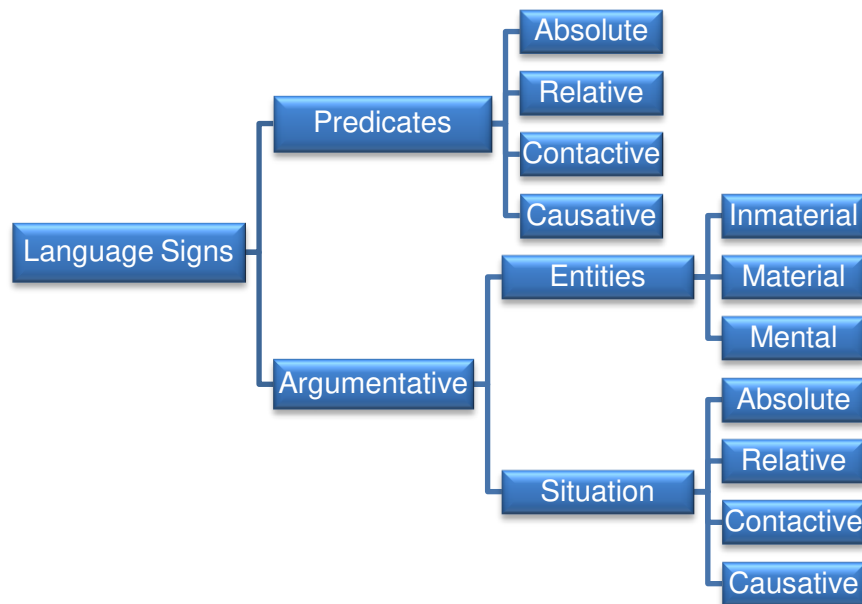 Absolute
Relative
Predicates
Contactive
Causative
Language Signs
Inmaterial
Entities
Material
Mental
Argumentative
Absolute
Relative
Situation
Contactive
Causative